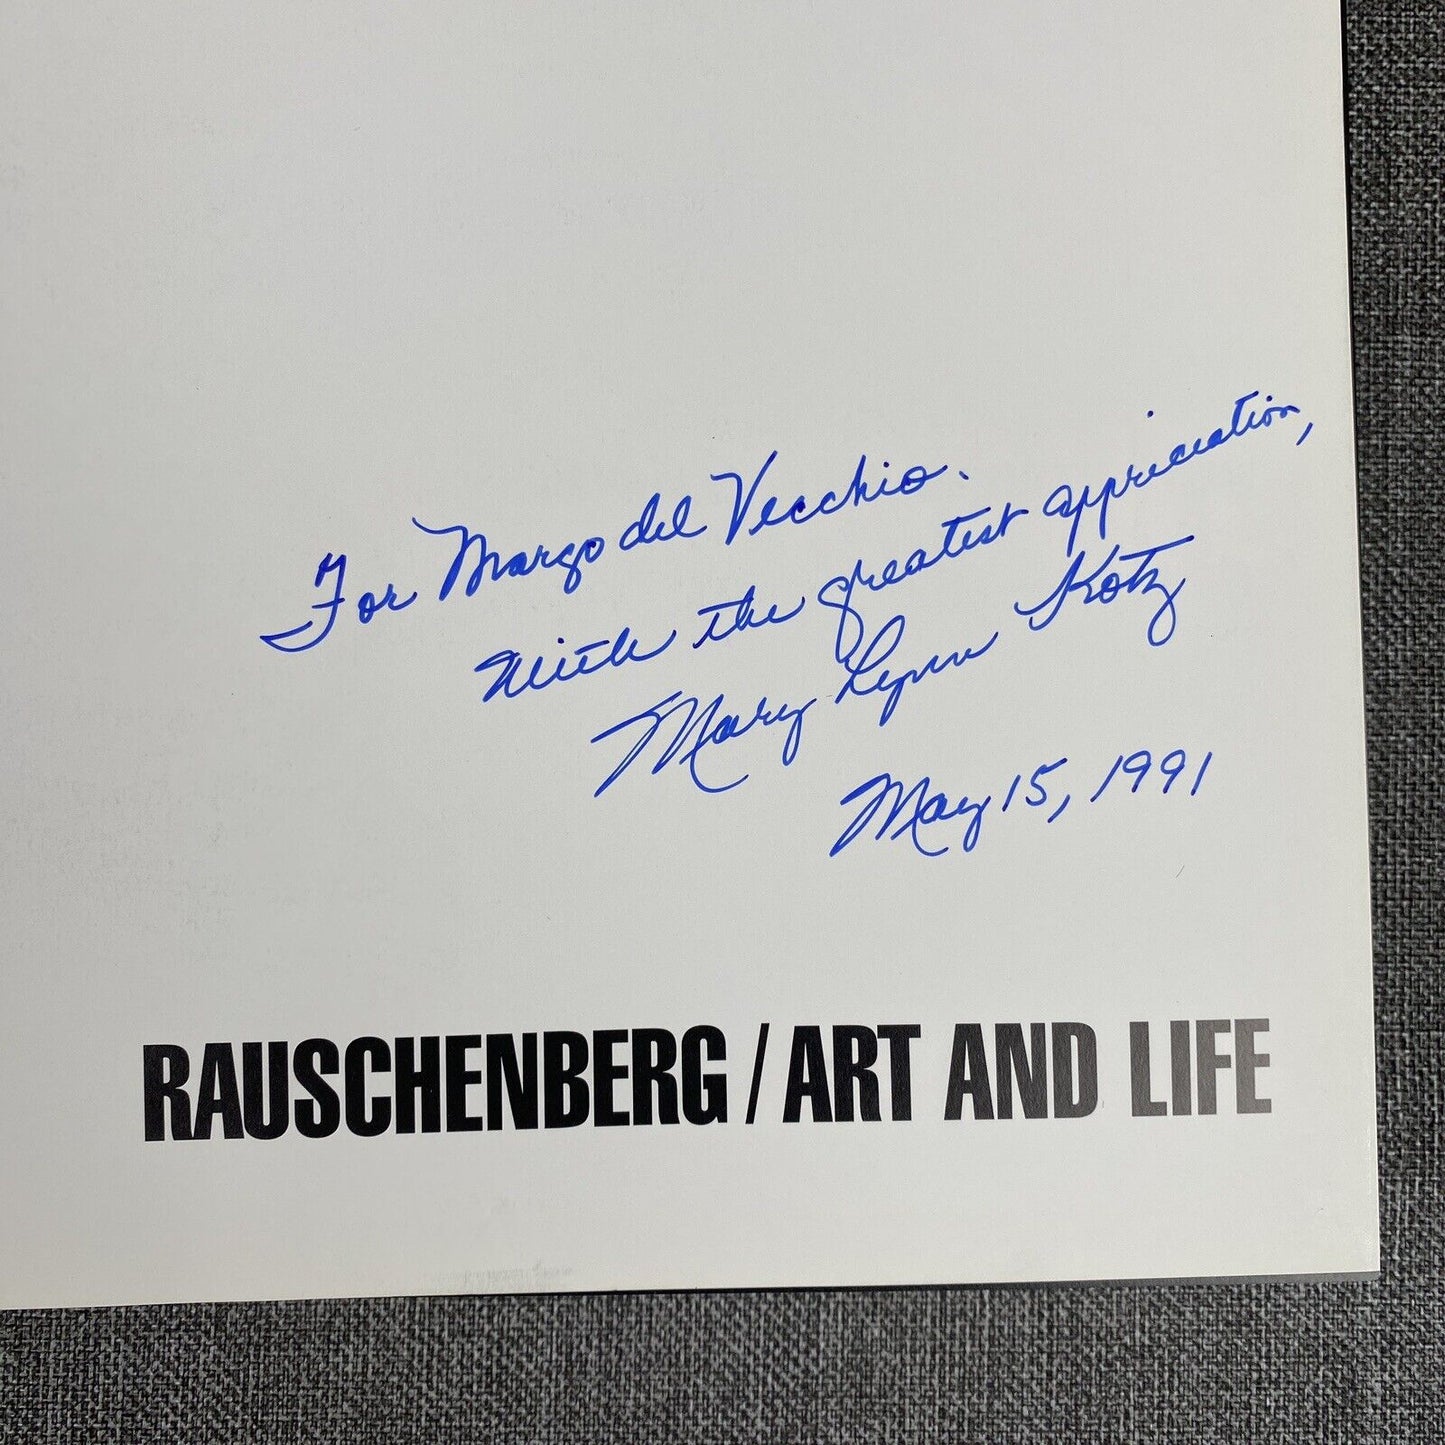 For Margo del Vecchio.
With the greatest appreciation,
Mary Lynn Kotz
May 15, 1991
RAUSCHENBERG / ART AND LIFE